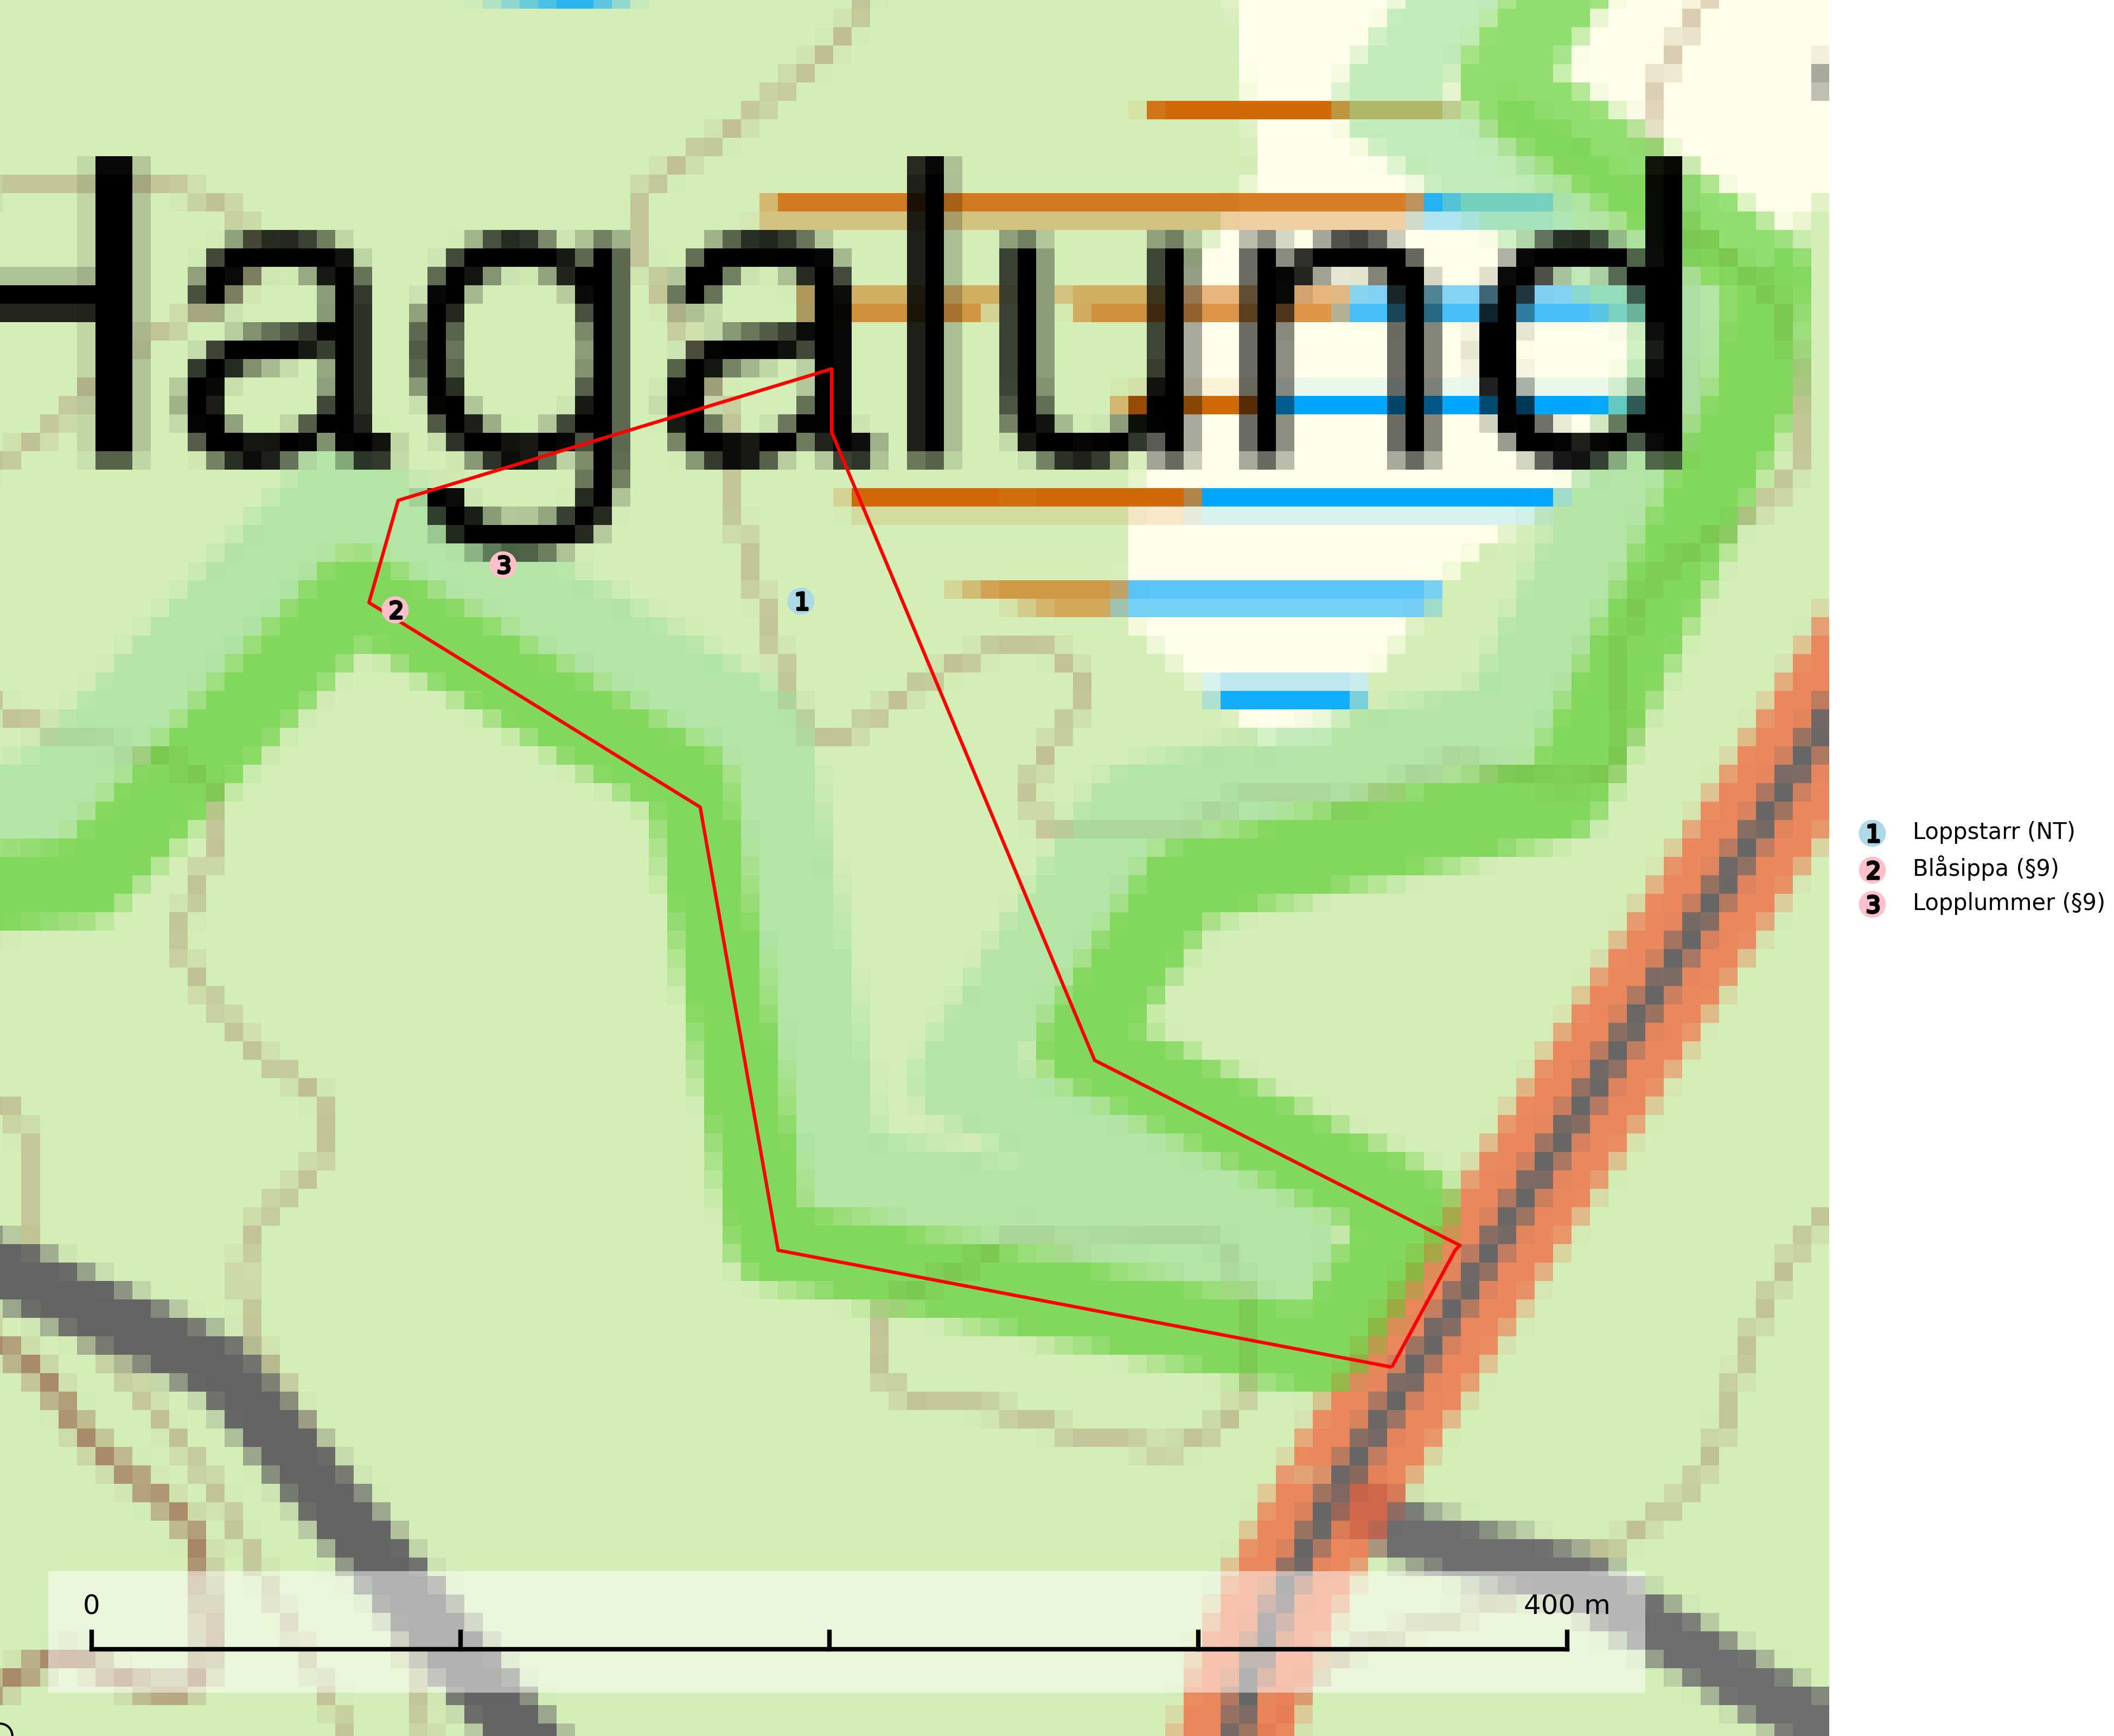 Hagalund
3
2
1
1 Loppstarr (NT)
2 Blåsippa (§9)
3 Lopplummer (§9)
0 400 m